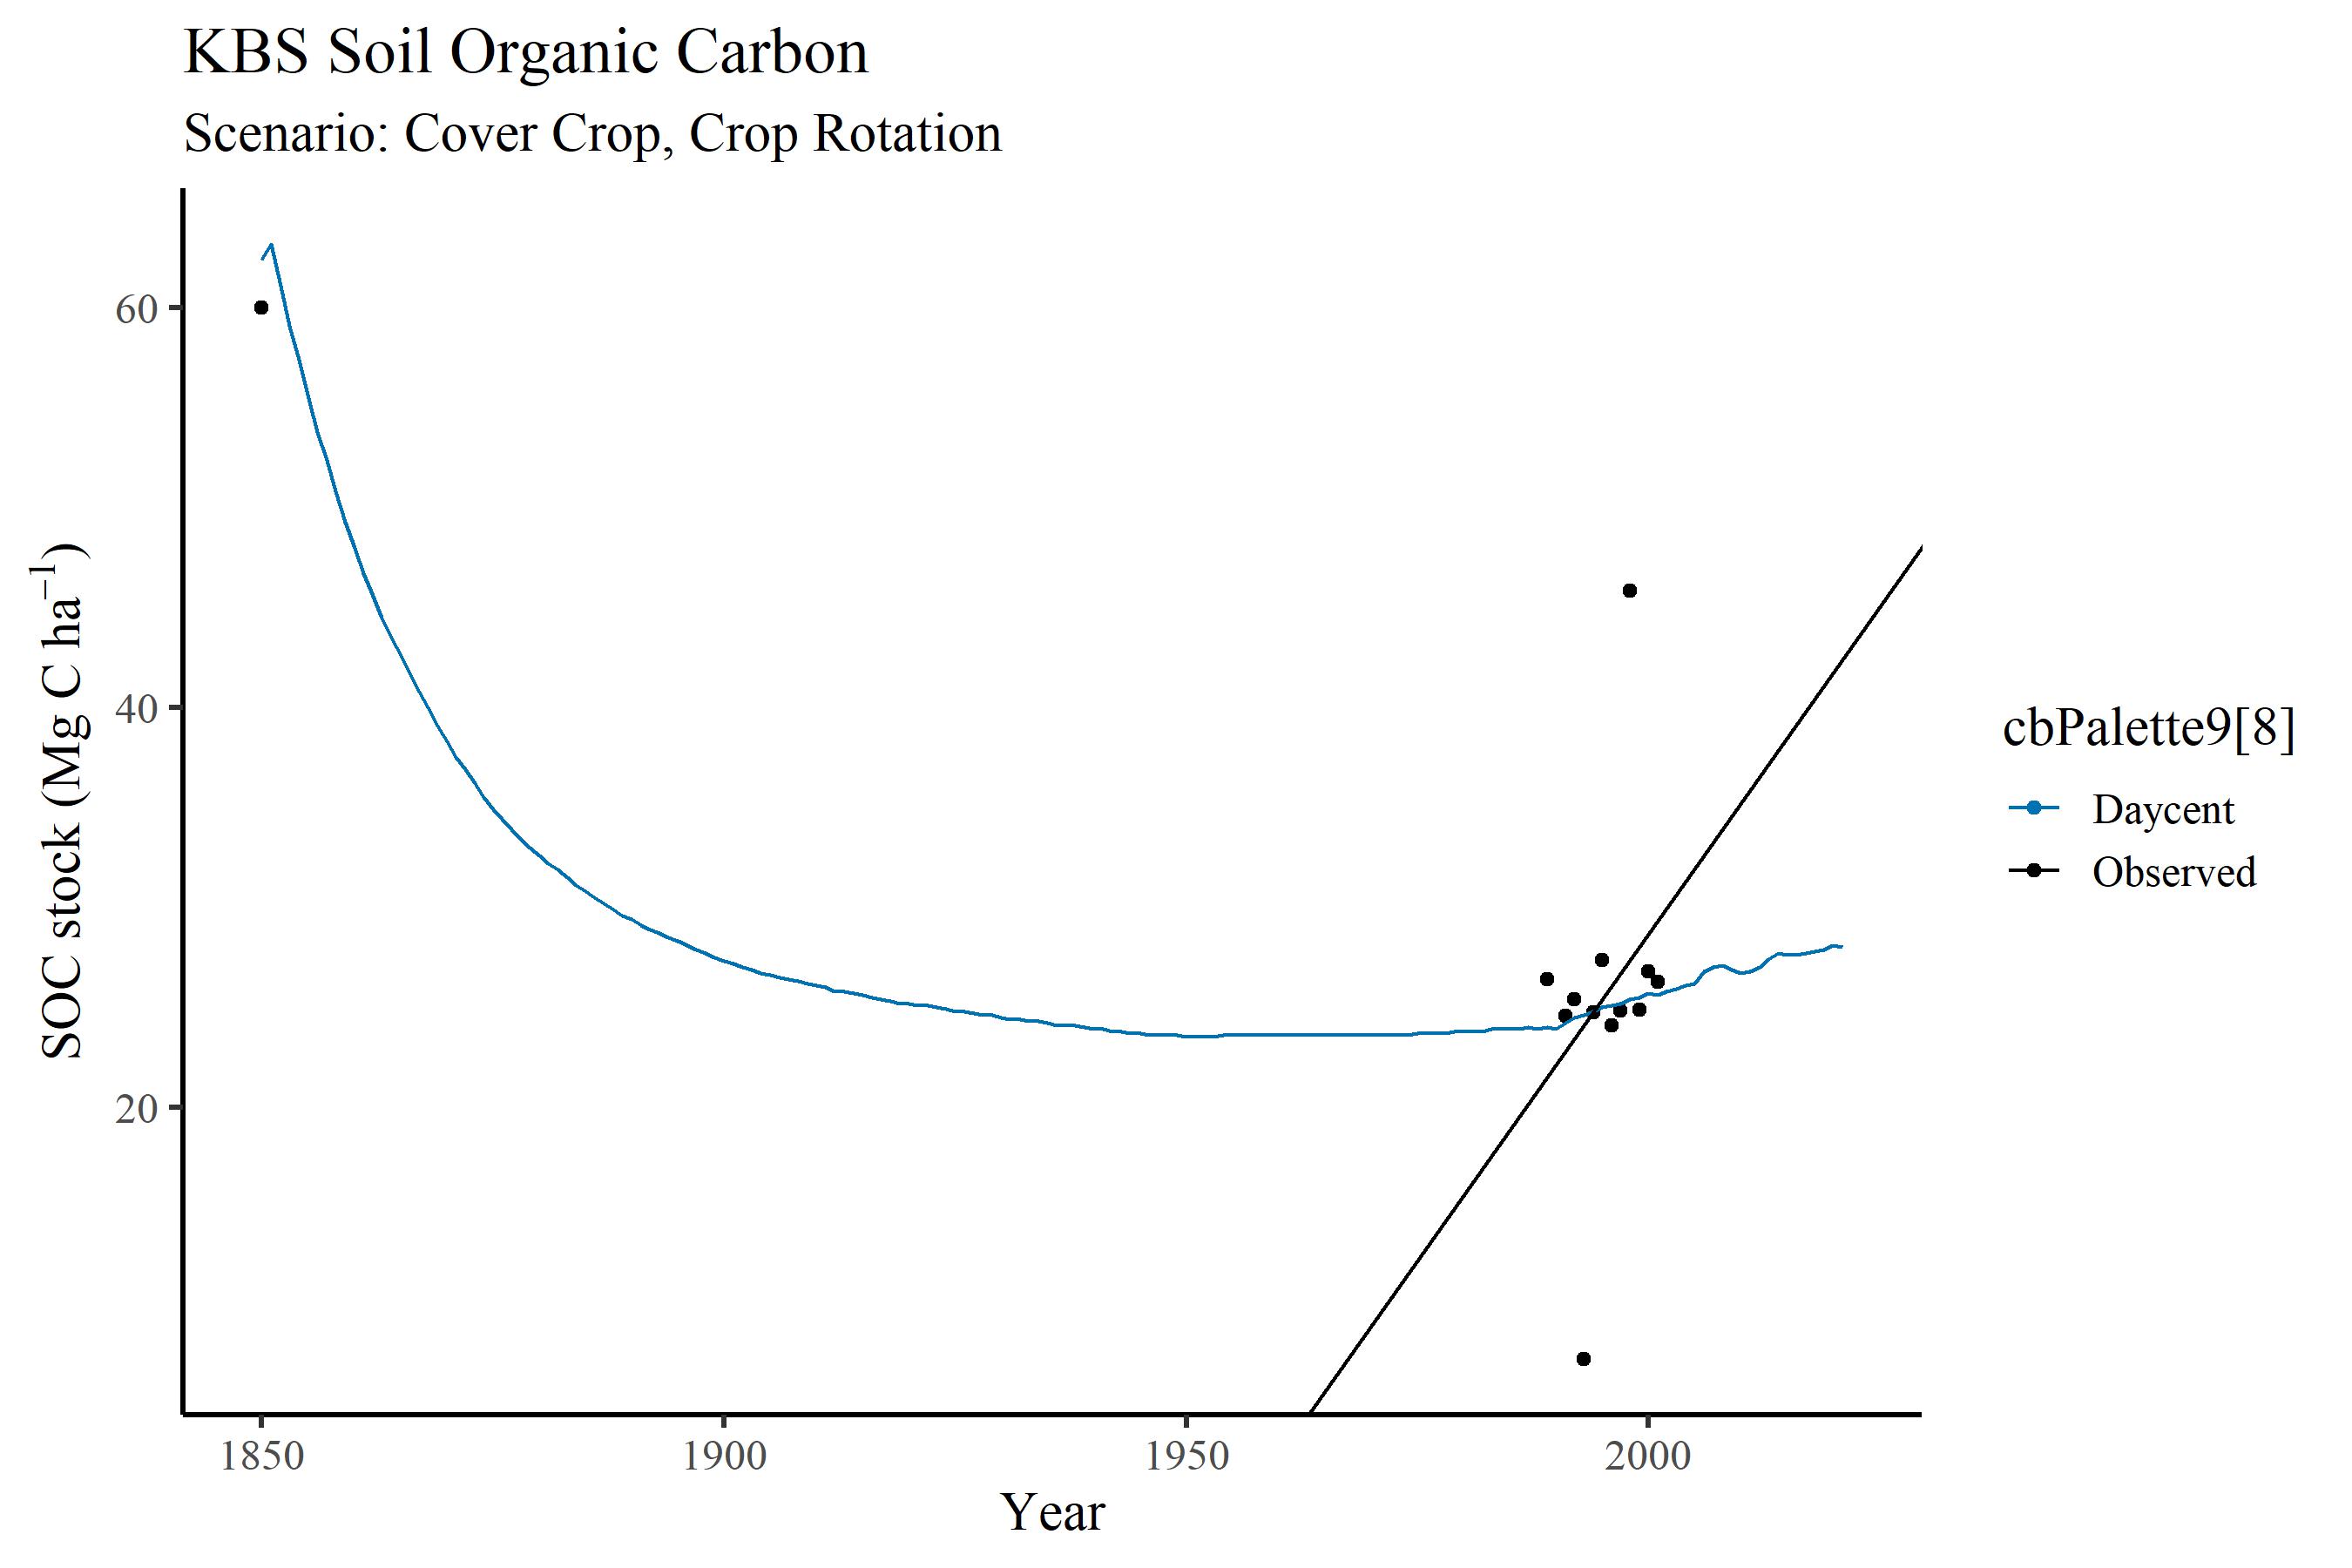 KBS Soil Organic Carbon
Scenario: Cover Crop, Crop Rotation
SOC stock (Mg C ha⁻¹)
60
40
20
1850
1900
1950
2000
Year
cbPalette9[8]
Daycent
Observed